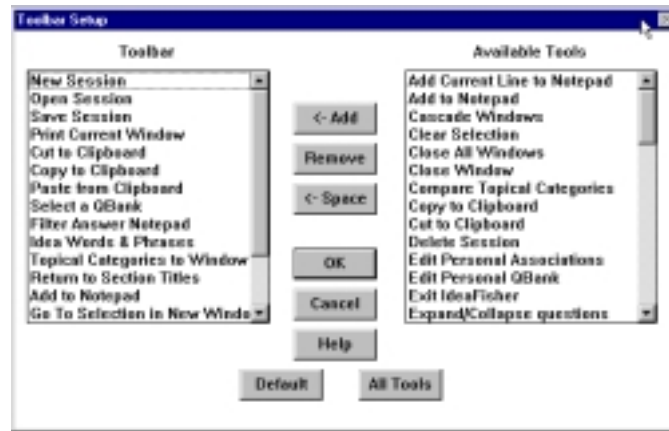 Toolbar Setup
Toolbar
New Session
Open Session
Save Session
Print Current Window
Cut to Clipboard
Copy to Clipboard
Paste from Clipboard
Select a QBank
Filter Answer Notepad
Idea Words & Phrases
Topical Categories to Window
Return to Section Titles
Add to Notepad
Go To Selection in New Windo
<- Add
Remove
<- Space
OK
Cancel
Help
Available Tools
Add Current Line to Notepad
Add to Notepad
Cascade Windows
Clear Selection
Close All Windows
Close Window
Compare Topical Categories
Copy to Clipboard
Cut to Clipboard
Delete Session
Edit Personal Associations
Edit Personal QBank
Exit IdeaFisher
Expand/Collapse questions
Default
All Tools